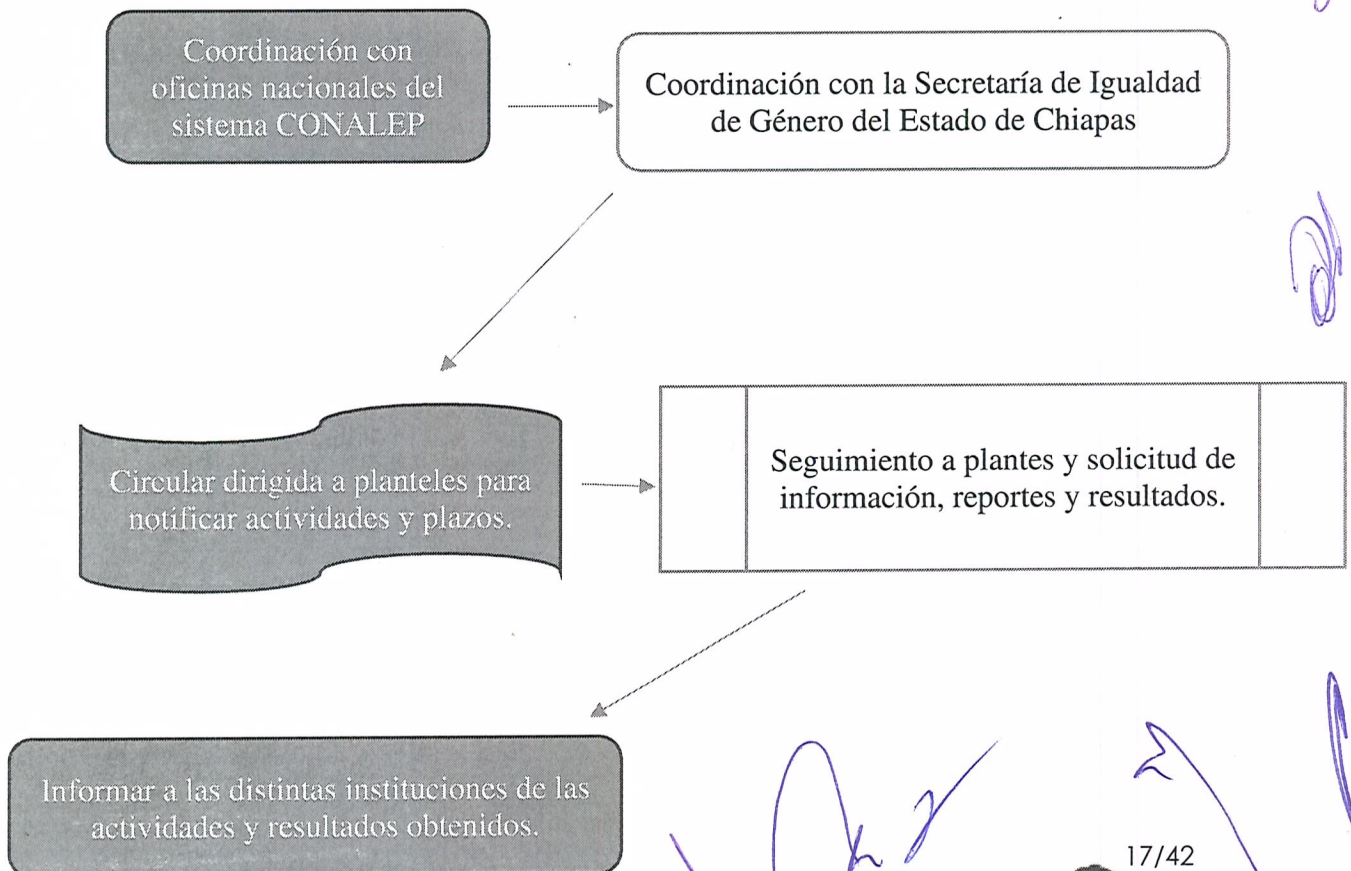 Coordinación con
oficinas nacionales del
sistema CONALEP
Coordinación con la Secretaría de Igualdad
de Género del Estado de Chiapas
Circular dirigida a planteles para
notificar actividades y plazos.
Seguimiento a plantes y solicitud de
información, reportes y resultados.
Informar a las distintas instituciones de las
actividades y resultados obtenidos.
17/42